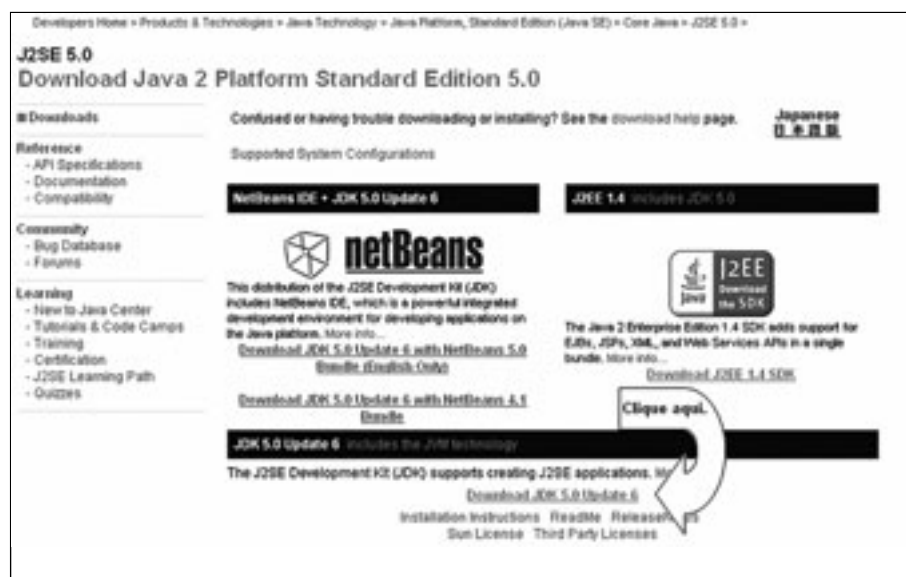 Developers Home » Products & Technologies » Java Technology » Java Platform, Standard Edition (Java SE) » Core Java » J2SE 5.0 »
J2SE 5.0
Download Java 2 Platform Standard Edition 5.0
Downloads
Reference
- API Specifications
- Documentation
- Compatibility
Community
- Bug Database
- Forums
Learning
- New to Java Center
- Tutorials & Code Camps
- Training
- Certification
- J2SE Learning Path
- Quizzes
Confused or having trouble downloading or installing? See the download help page.
Japanese
日本語版
Supported System Configurations
NetBeans IDE + JDK 5.0 Update 6
netBeans
This distribution of the J2SE Development Kit (JDK)
includes NetBeans IDE, which is a powerful integrated
development environment for developing applications on
the Java platform. More info...
Download JDK 5.0 Update 6 with NetBeans 5.0
Bundle (English Only)
Download JDK 5.0 Update 6 with NetBeans 4.1
Bundle
J2EE 1.4 includes JDK 5.0
Java
J2EE
Download
the SDK
The Java 2 Enterprise Edition 1.4 SDK adds support for
EJBs, JSPs, XML, and Web Services APIs in a single
bundle. More info...
Download J2EE 1.4 SDK
Clique aqui.
JDK 5.0 Update 6 includes the JVM technology
The J2SE Development Kit (JDK) supports creating J2SE applications.
Download JDK 5.0 Update 6
Installation Instructions ReadMe
Sun License Third Party Licenses